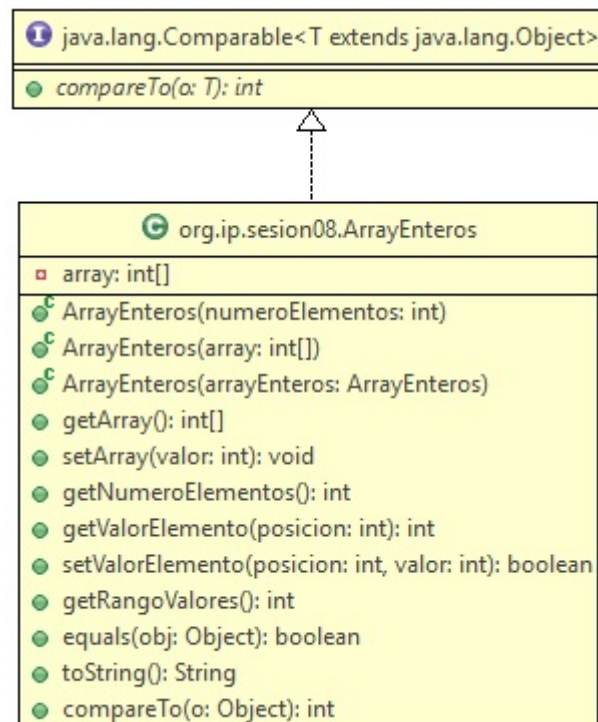 I java.lang.Comparable<T extends java.lang.Object>
compareTo(o: T): int
C org.ip.sesion08.ArrayEnteros
array: int[]
C ArrayEnteros(numeroElementos: int)
C ArrayEnteros(array: int[])
C ArrayEnteros(arrayEnteros: ArrayEnteros)
getArray(): int[]
setArray(valor: int): void
getNumeroElementos(): int
getValorElemento(posicion: int): int
setValorElemento(posicion: int, valor: int): boolean
getRangoValores(): int
equals(obj: Object): boolean
toString(): String
compareTo(o: Object): int